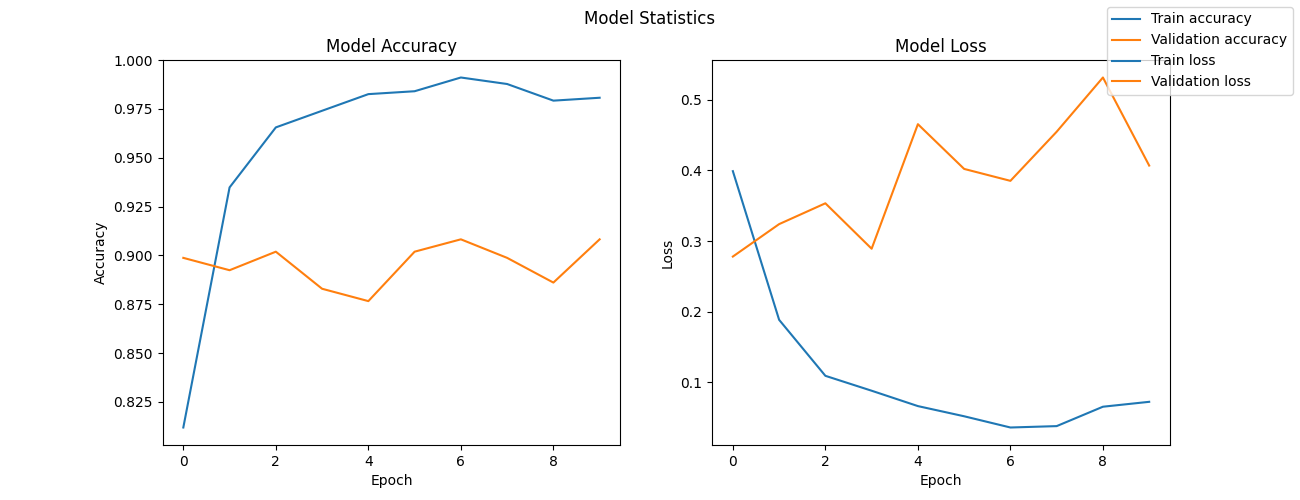 Model Statistics
Model Accuracy
1.000
0.975
0.950
0.925
0.900
0.875
0.850
0.825
Accuracy
0 2 4 6 8
Epoch
Model Loss
0.5
0.4
0.3
0.2
0.1
Loss
0 2 4 6 8
Epoch
Train accuracy
Validation accuracy
Train loss
Validation loss